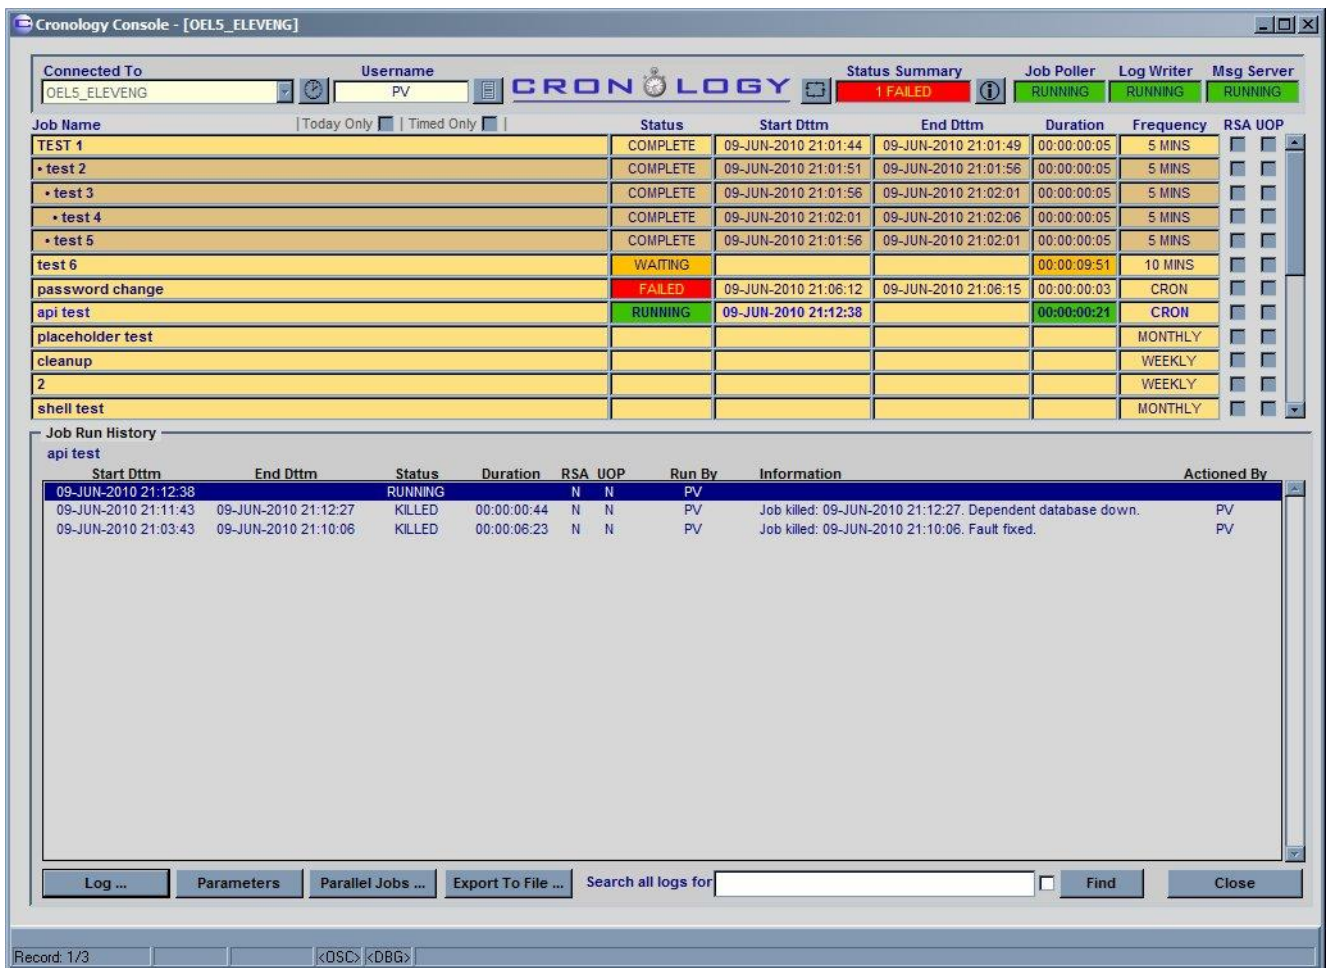 Cronology Console - [OEL5_ELEVENG]
Connected To Username Status Summary Job Poller Log Writer Msg Server
OEL5_ELEVENG PV CRONOLOGY 1 FAILED RUNNING RUNNING RUNNING
Job Name |Today Only | Timed Only | Status Start Dttm End Dttm Duration Frequency RSA UOP
TEST 1 COMPLETE 09-JUN-2010 21:01:44 09-JUN-2010 21:01:49 00:00:00:05 5 MINS
• test 2 COMPLETE 09-JUN-2010 21:01:51 09-JUN-2010 21:01:56 00:00:00:05 5 MINS
• test 3 COMPLETE 09-JUN-2010 21:01:56 09-JUN-2010 21:02:01 00:00:00:05 5 MINS
• test 4 COMPLETE 09-JUN-2010 21:02:01 09-JUN-2010 21:02:06 00:00:00:05 5 MINS
• test 5 COMPLETE 09-JUN-2010 21:01:56 09-JUN-2010 21:02:01 00:00:00:05 5 MINS
test 6 WAITING 00:00:09:51 10 MINS
password change FAILED 09-JUN-2010 21:06:12 09-JUN-2010 21:06:15 00:00:00:03 CRON
api test RUNNING 09-JUN-2010 21:12:38 00:00:00:21 CRON
placeholder test MONTHLY
cleanup WEEKLY
2 WEEKLY
shell test MONTHLY
Job Run History
api test
Start Dttm End Dttm Status Duration RSA UOP Run By Information Actioned By
09-JUN-2010 21:12:38 RUNNING N N PV
09-JUN-2010 21:11:43 09-JUN-2010 21:12:27 KILLED 00:00:00:44 N N PV Job killed: 09-JUN-2010 21:12:27. Dependent database down. PV
09-JUN-2010 21:03:43 09-JUN-2010 21:10:06 KILLED 00:00:06:23 N N PV Job killed: 09-JUN-2010 21:10:06. Fault fixed. PV
Log ... Parameters Parallel Jobs ... Export To File ... Search all logs for Find Close
Record: 1/3 <OSC> <DBG>